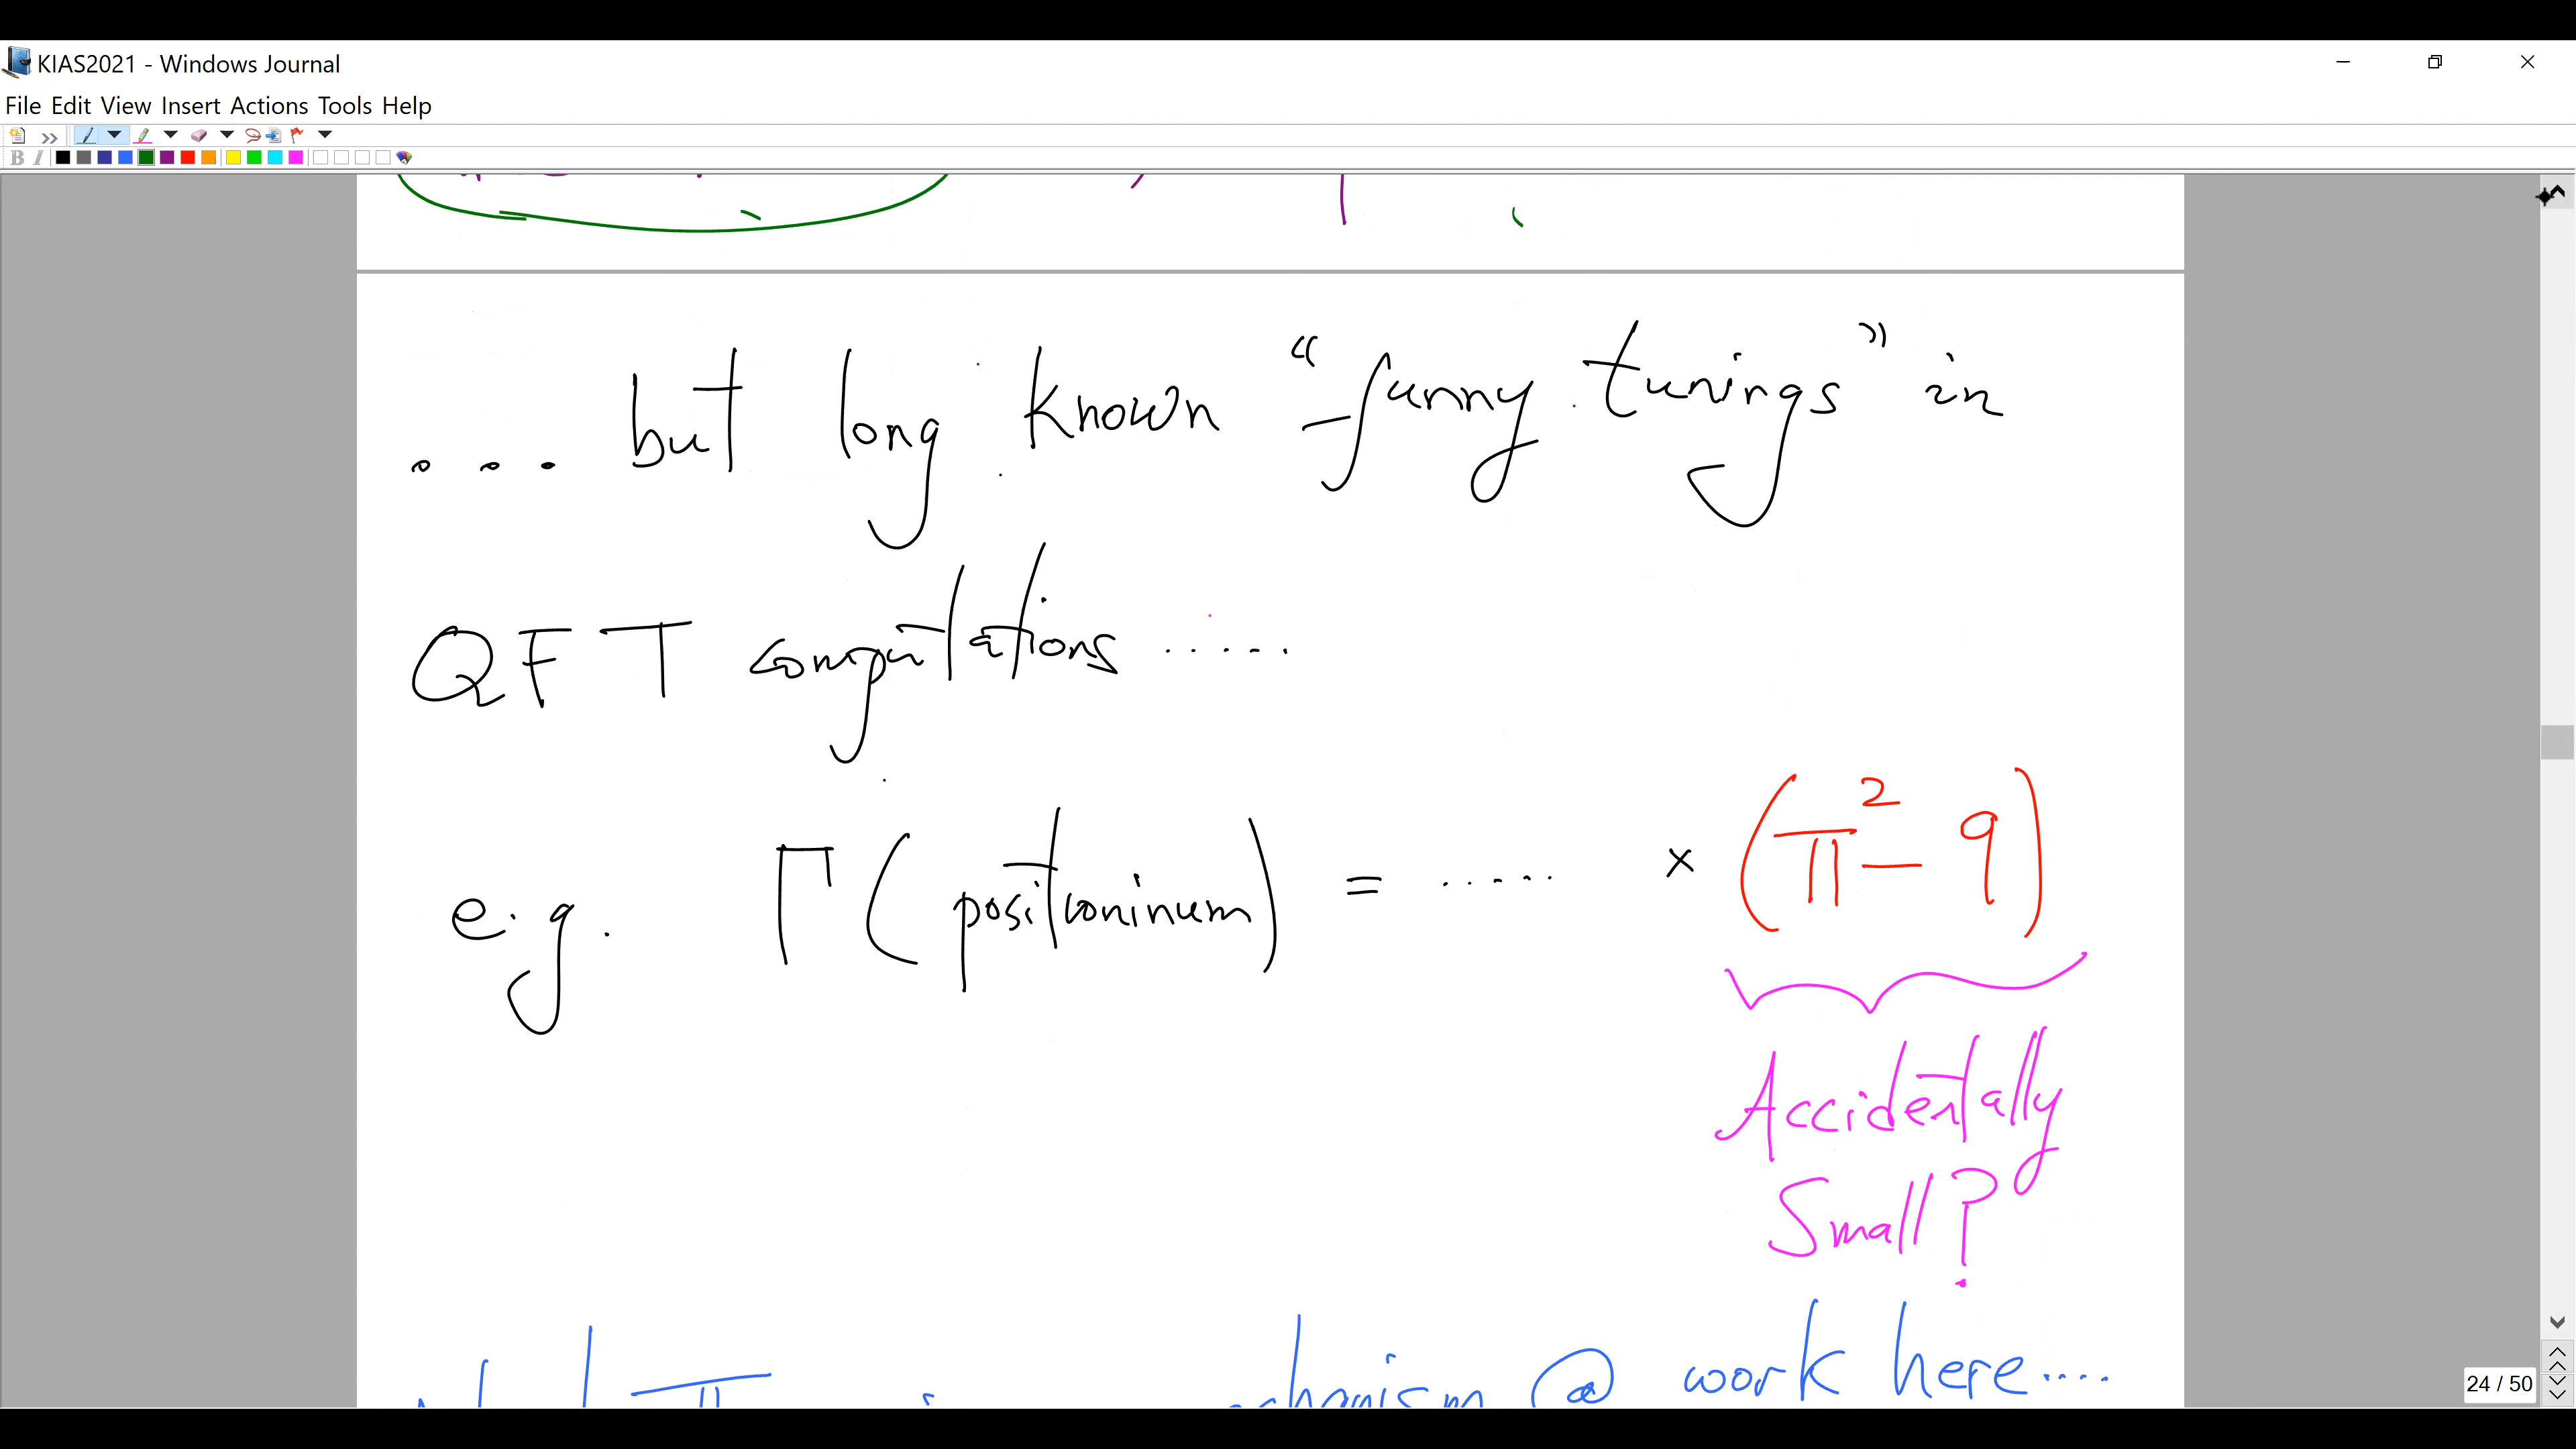 KIAS2021 - Windows Journal
File Edit View Insert Actions Tools Help
B I
.... but long known "funny tunings" in
QFT computations .....
e.g. Γ(positroninum) = ..... × (π² - 9)
Accidentally
Small?
@ work here....
24 / 50